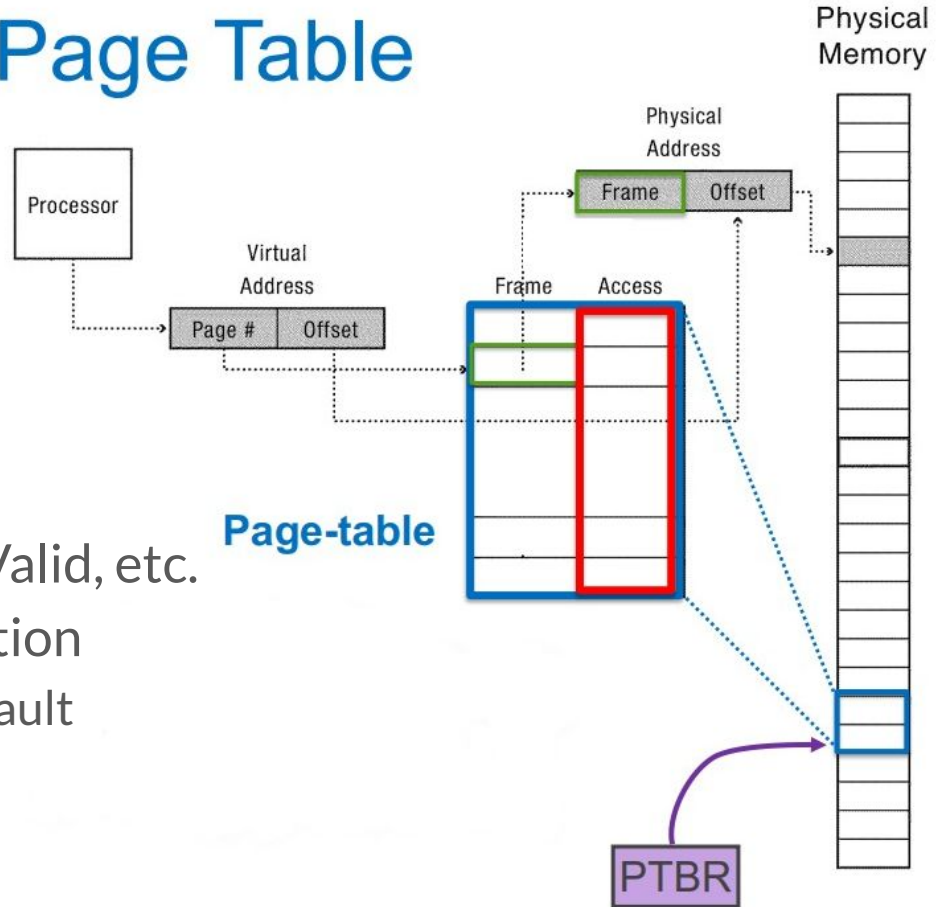 Page Table
Physical
Memory
Physical
Address
Processor
Frame
Offset
Virtual
Address
Frame
Access
Page #
Offset
Page-table
Valid, etc.
tion
ault
PTBR